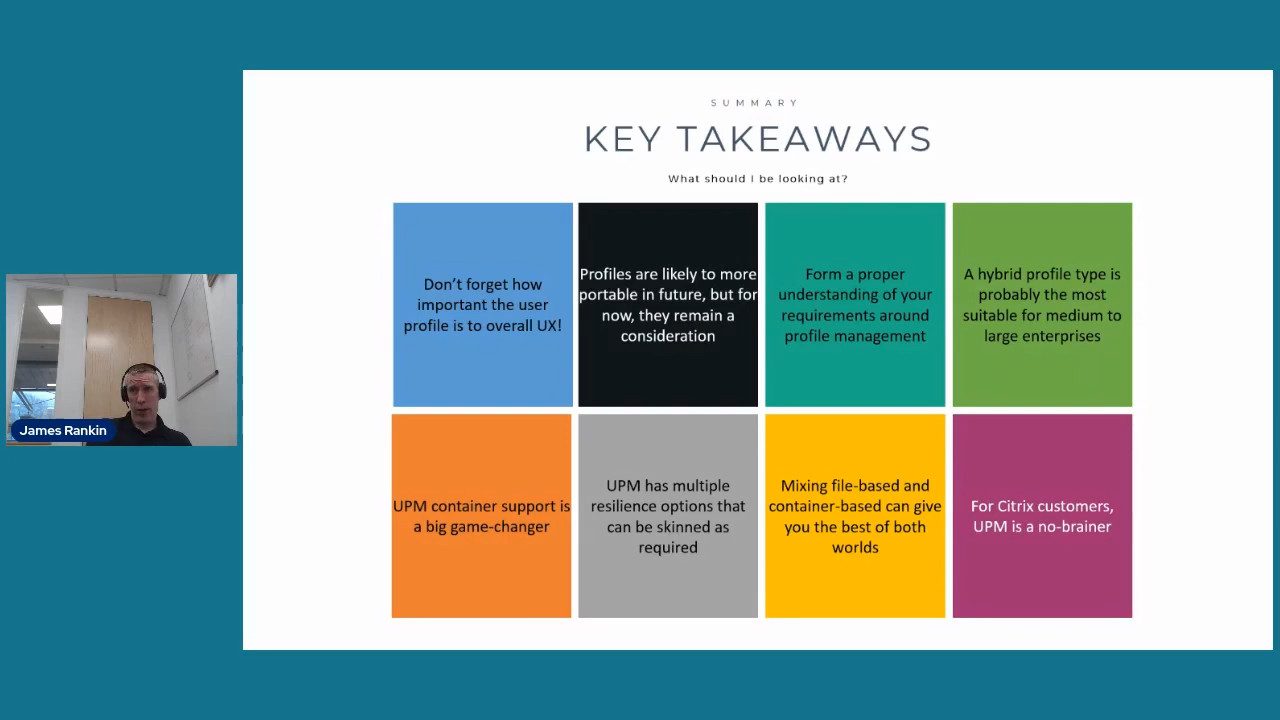 SUMMARY
KEY TAKEAWAYS
What should I be looking at?
Don't forget how
important the user
profile is to overall UX!
Profiles are likely to more
portable in future, but for
now, they remain a
consideration
Form a proper
understanding of your
requirements around
profile management
A hybrid profile type is
probably the most
suitable for medium to
large enterprises
UPM container support is
a big game-changer
UPM has multiple
resilience options that
can be skinned as
required
Mixing file-based and
container-based can give
you the best of both
worlds
For Citrix customers,
UPM is a no-brainer
James Rankin